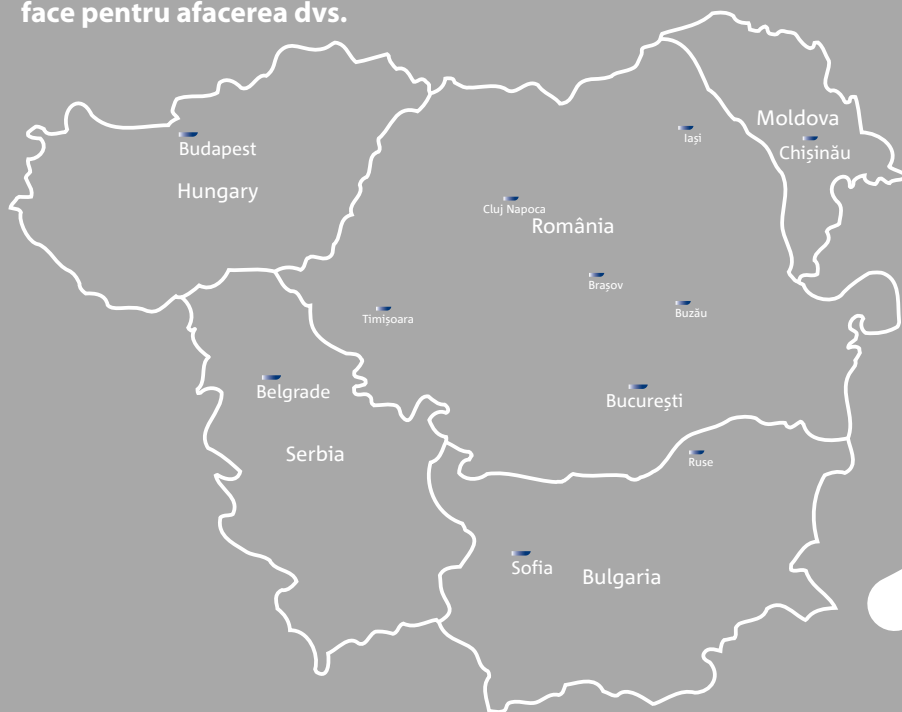 face pentru afacerea dvs.
Moldova
Iași
Chișinău
Budapest
Hungary
Cluj Napoca
România
Brașov
Buzău
Timișoara
Belgrade
București
Serbia
Ruse
Sofia
Bulgaria